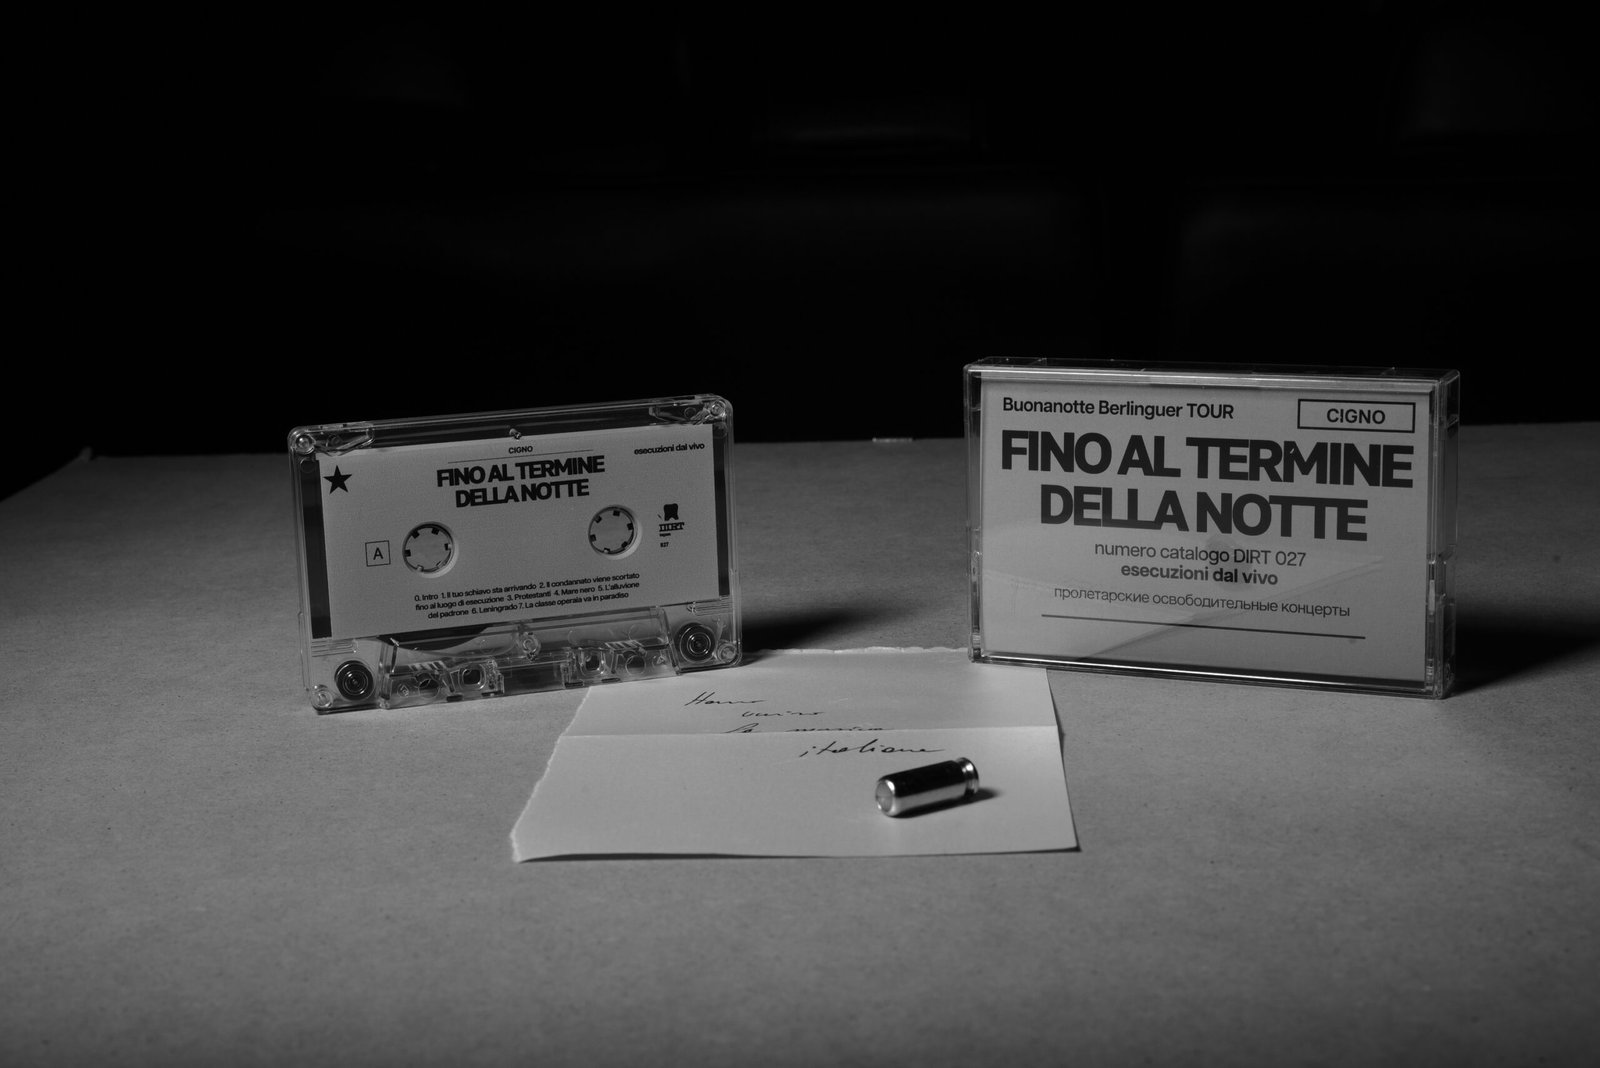 CIGNO
esecuzioni dal vivo
FINO AL TERMINE
DELLA NOTTE
A
DIRT
027
0. Intro 1. Il tuo schiavo sta arrivando 2. Il condannato viene scortato
fino al luogo di esecuzione 3. Protestanti 4. Mare nero 5. L'alluvione
del padrone 6. Leningrado 7. La classe operaia va in paradiso
Buonanotte Berlinguer TOUR
CIGNO
FINO AL TERMINE
DELLA NOTTE
numero catalogo DIRT 027
esecuzioni dal vivo
пролетарские освободительные концерты
italiana